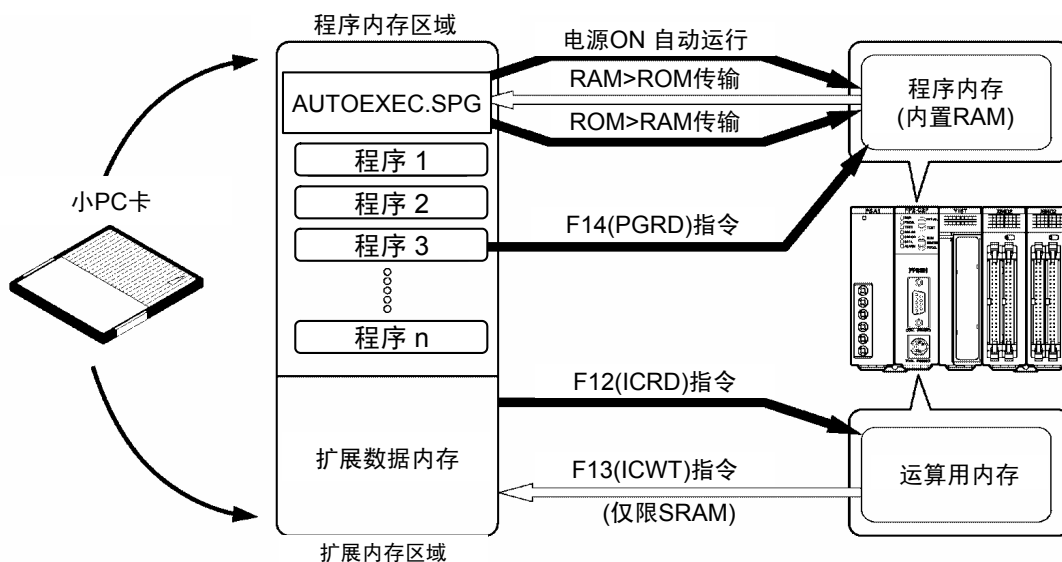 程序内存区域
电源ON 自动运行
RAM>ROM传输
AUTOEXEC.SPG
ROM>RAM传输
程序内存
(内置RAM)
程序 1
程序 2
程序 3
程序 n
小PC卡
F14(PGRD)指令
F12(ICRD)指令
扩展数据内存
F13(ICWT)指令
(仅限SRAM)
运算用内存
扩展内存区域